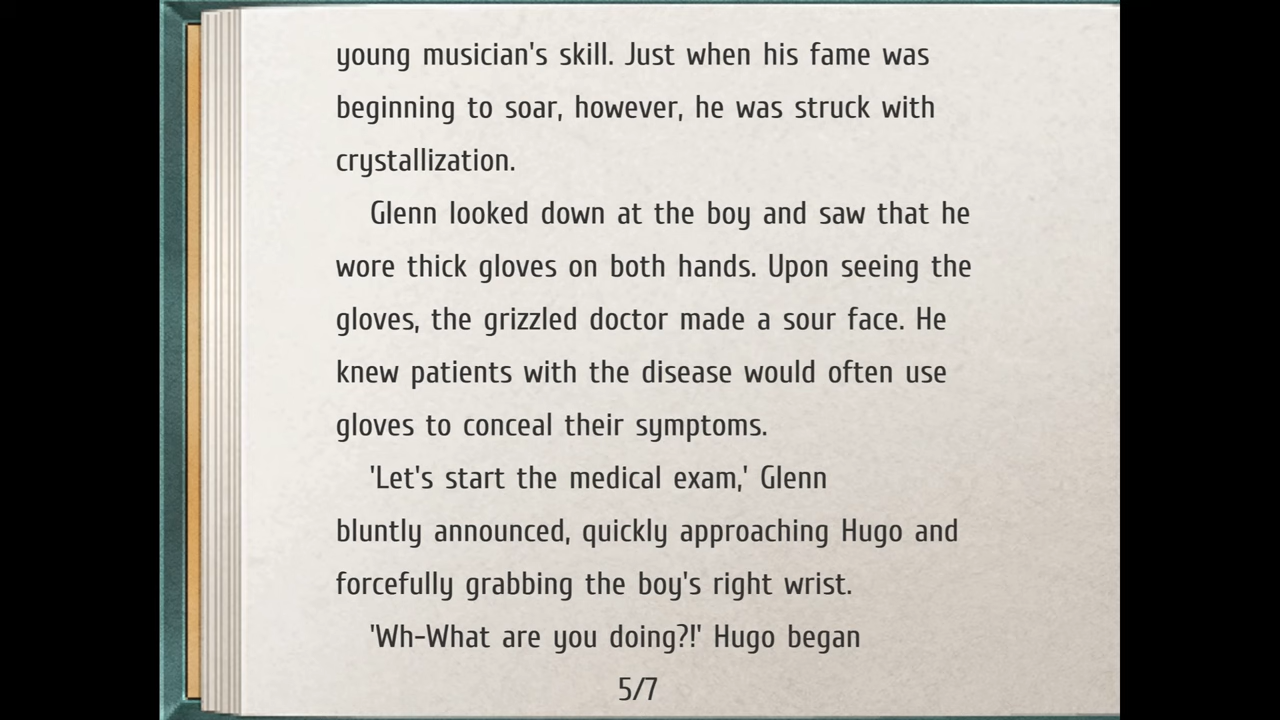 young musician's skill. Just when his fame was
beginning to soar, however, he was struck with
crystallization.
Glenn looked down at the boy and saw that he
wore thick gloves on both hands. Upon seeing the
gloves, the grizzled doctor made a sour face. He
knew patients with the disease would often use
gloves to conceal their symptoms.
'Let's start the medical exam,' Glenn
bluntly announced, quickly approaching Hugo and
forcefully grabbing the boy's right wrist.
'Wh-What are you doing?!' Hugo began
5/7